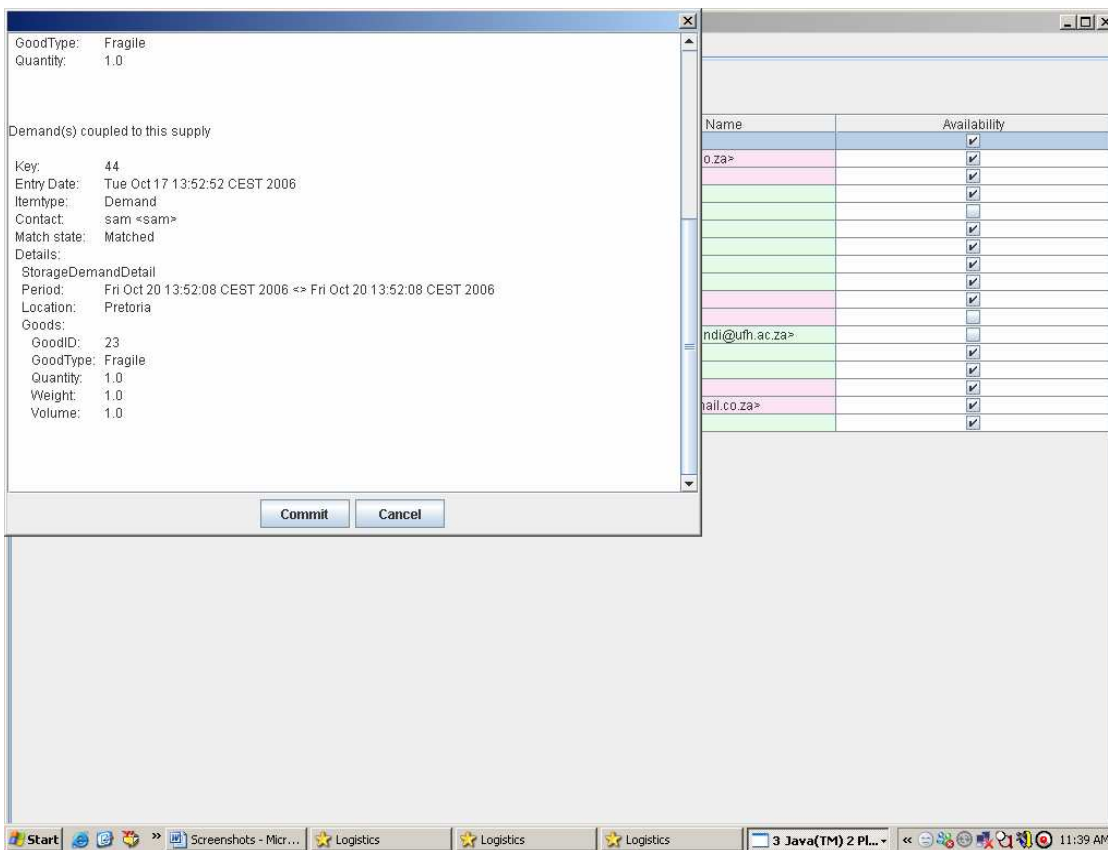 GoodType: Fragile
Quantity: 1.0
Demand(s) coupled to this supply
Key: 44
Entry Date: Tue Oct 17 13:52:52 CEST 2006
Itemtype: Demand
Contact: sam <sam>
Match state: Matched
Details:
StorageDemandDetail
Period: Fri Oct 20 13:52:08 CEST 2006 <> Fri Oct 20 13:52:08 CEST 2006
Location: Pretoria
Goods:
GoodID: 23
GoodType: Fragile
Quantity: 1.0
Weight: 1.0
Volume: 1.0
Commit Cancel
Name Availability
o.za>
ndi@ufh.ac.za>
nail.co.za>
Start » Screenshots - Micr... Logistics Logistics Logistics 3 Java(TM) 2 Pl... « 11:39 AM